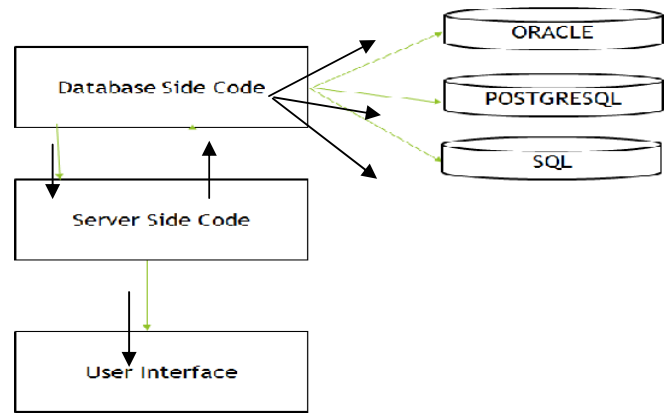 ORACLE
Database Side Code
POSTGRESQL
SQL
Server Side Code
User Interface